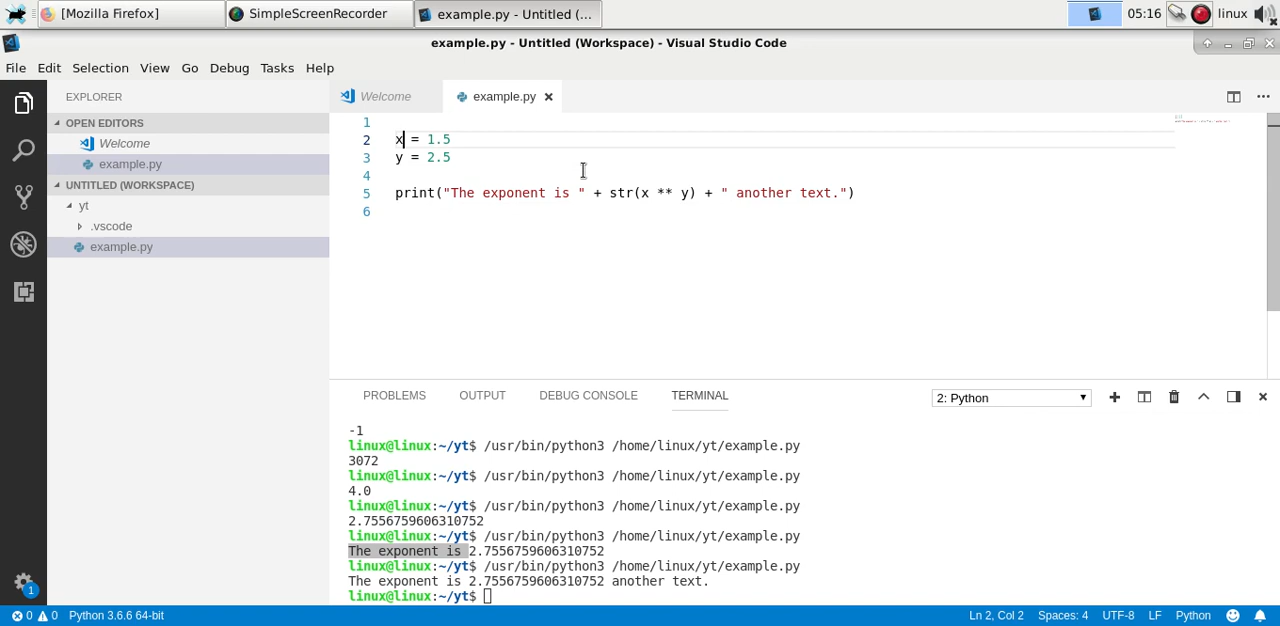 [Mozilla Firefox]
SimpleScreenRecorder
example.py - Untitled (...
05:16
linux
example.py - Untitled (Workspace) - Visual Studio Code
File Edit Selection View Go Debug Tasks Help
EXPLORER
OPEN EDITORS
Welcome
example.py
UNTITLED (WORKSPACE)
yt
.vscode
example.py
1
Welcome
example.py
1
2 x = 1.5
3 y = 2.5
4
5 print("The exponent is " + str(x ** y) + " another text.")
6
PROBLEMS OUTPUT DEBUG CONSOLE TERMINAL
2: Python
-1
linux@linux:~/yt$ /usr/bin/python3 /home/linux/yt/example.py
3072
linux@linux:~/yt$ /usr/bin/python3 /home/linux/yt/example.py
4.0
linux@linux:~/yt$ /usr/bin/python3 /home/linux/yt/example.py
2.7556759606310752
linux@linux:~/yt$ /usr/bin/python3 /home/linux/yt/example.py
The exponent is 2.7556759606310752
linux@linux:~/yt$ /usr/bin/python3 /home/linux/yt/example.py
The exponent is 2.7556759606310752 another text.
linux@linux:~/yt$
0 0 Python 3.6.6 64-bit
Ln 2, Col 2 Spaces: 4 UTF-8 LF Python